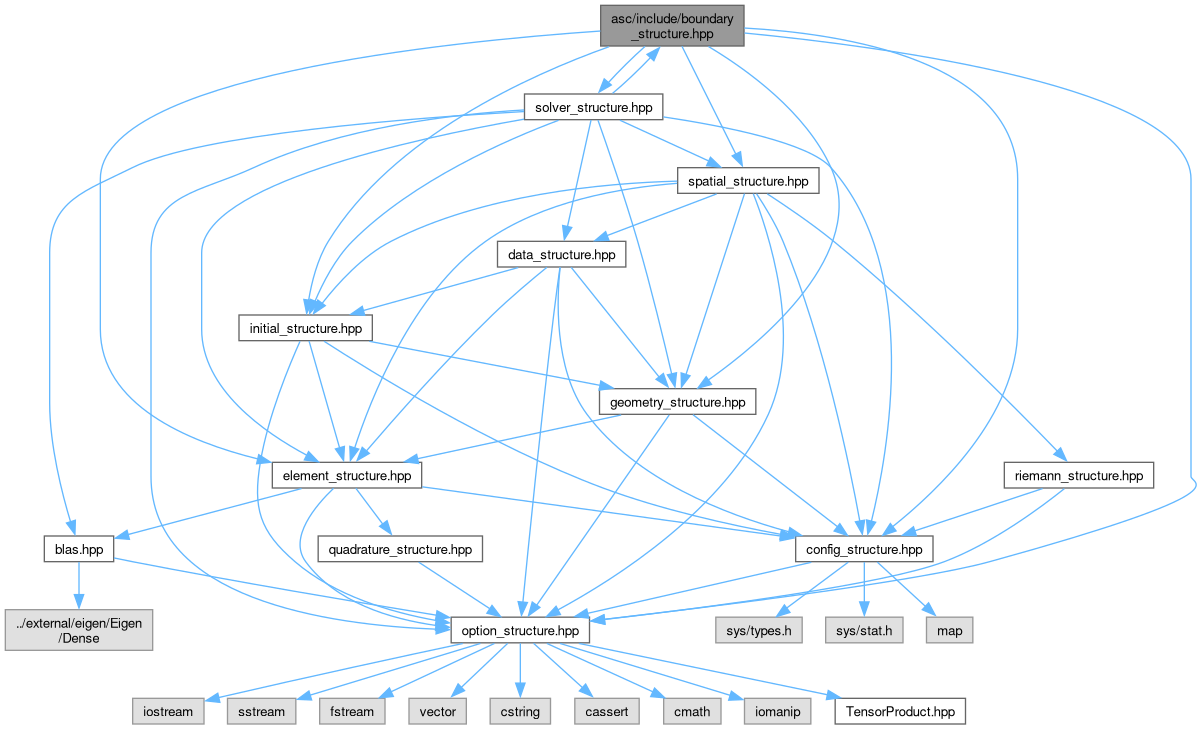 asc/include/boundary
_structure.hpp
solver_structure.hpp
spatial_structure.hpp
data_structure.hpp
initial_structure.hpp
geometry_structure.hpp
element_structure.hpp
riemann_structure.hpp
blas.hpp
quadrature_structure.hpp
config_structure.hpp
../external/eigen/Eigen
/Dense
option_structure.hpp
sys/types.h
sys/stat.h
map
iostream
sstream
fstream
vector
cstring
cassert
cmath
iomanip
TensorProduct.hpp